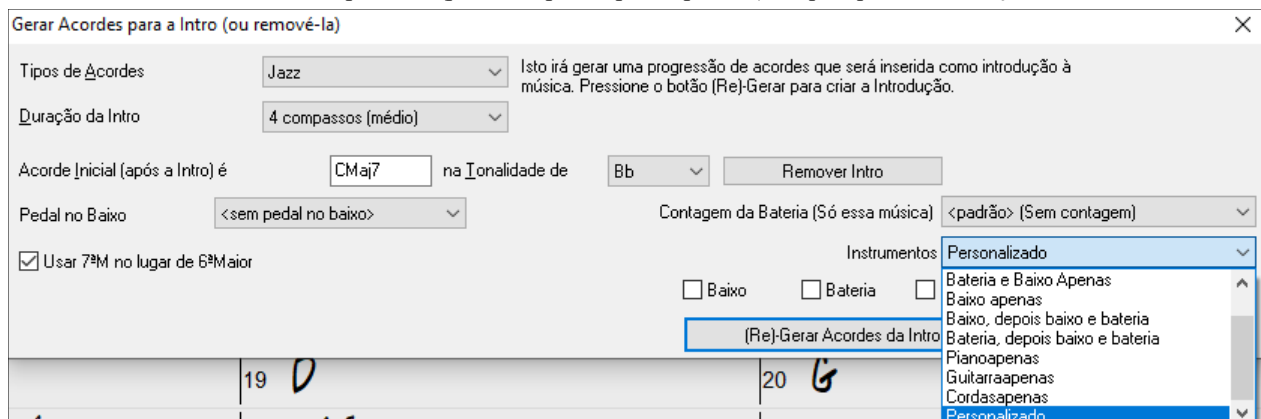 Gerar Acordes para a Intro (ou removê-la)
Tipos de Acordes
Jazz
Isto irá gerar uma progressão de acordes que será inserida como introdução à
música. Pressione o botão (Re)-Gerar para criar a Introdução.
Duração da Intro
4 compassos (médio)
Acorde Inicial (após a Intro) é
CMaj7
na Tonalidade de
Bb
Remover Intro
Pedal no Baixo
<sem pedal no baixo>
Contagem da Bateria (Só essa música)
<padrão> (Sem contagem)
Usar 7ªM no lugar de 6ªMaior
Instrumentos
Personalizado
Baixo
Bateria
(Re)-Gerar Acordes da Intro
Bateria e Baixo Apenas
Baixo apenas
Baixo, depois baixo e bateria
Bateria, depois baixo e bateria
Pianoapenas
Guitarraapenas
Cordasapenas
Personalizado
19 D
20 G